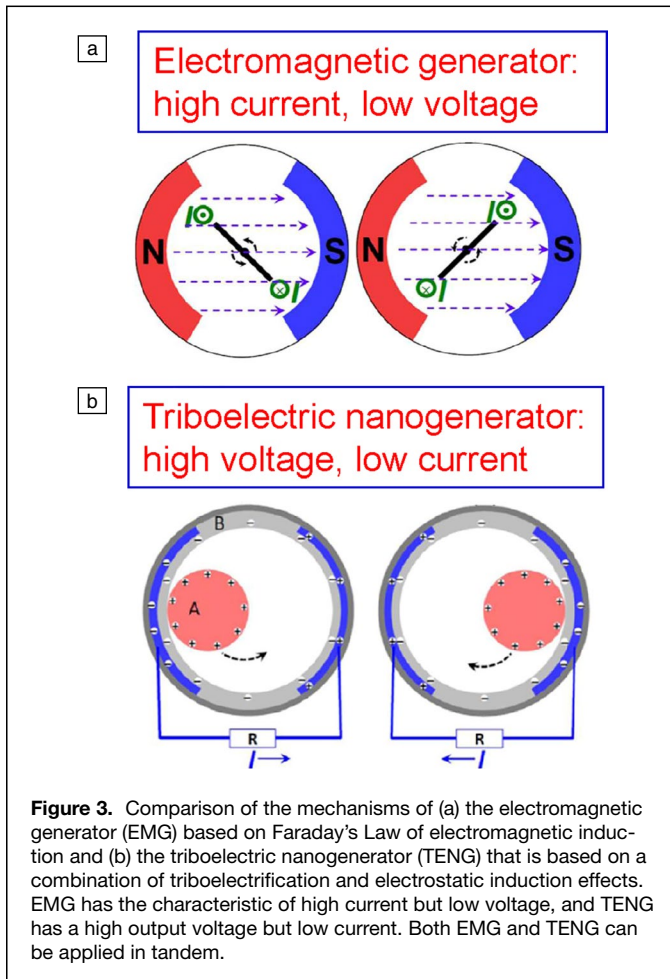 a
Electromagnetic generator:
high current, low voltage
I
N
S
I
I
N
S
I
b
Triboelectric nanogenerator:
high voltage, low current
B
A
R
I
R
I
Figure 3. Comparison of the mechanisms of (a) the electromagnetic
generator (EMG) based on Faraday's Law of electromagnetic induc-
tion and (b) the triboelectric nanogenerator (TENG) that is based on a
combination of triboelectrification and electrostatic induction effects.
EMG has the characteristic of high current but low voltage, and TENG
has a high output voltage but low current. Both EMG and TENG can
be applied in tandem.